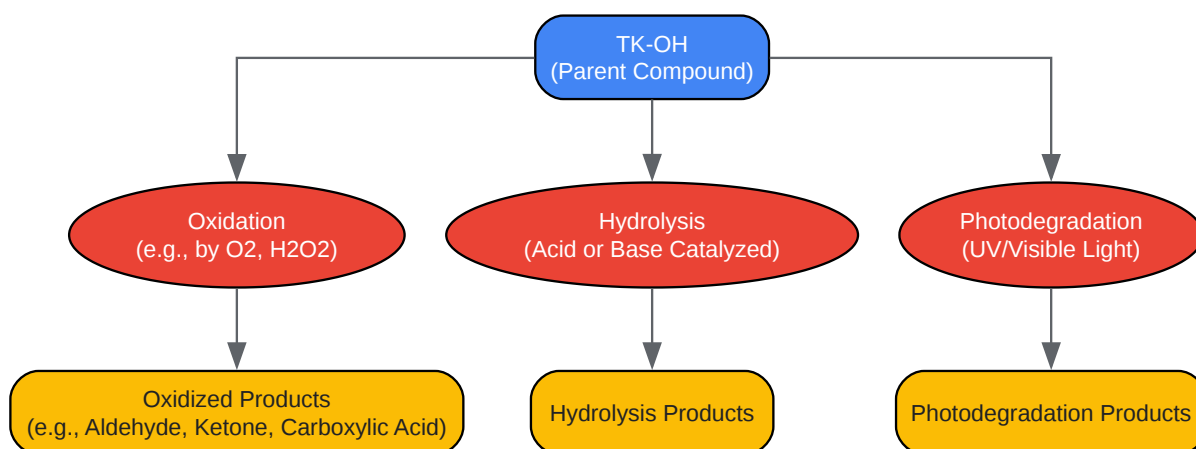 TK-OH
(Parent Compound)
Oxidation
(e.g., by O2, H2O2)
Hydrolysis
(Acid or Base Catalyzed)
Photodegradation
(UV/Visible Light)
Oxidized Products
(e.g., Aldehyde, Ketone, Carboxylic Acid)
Hydrolysis Products
Photodegradation Products